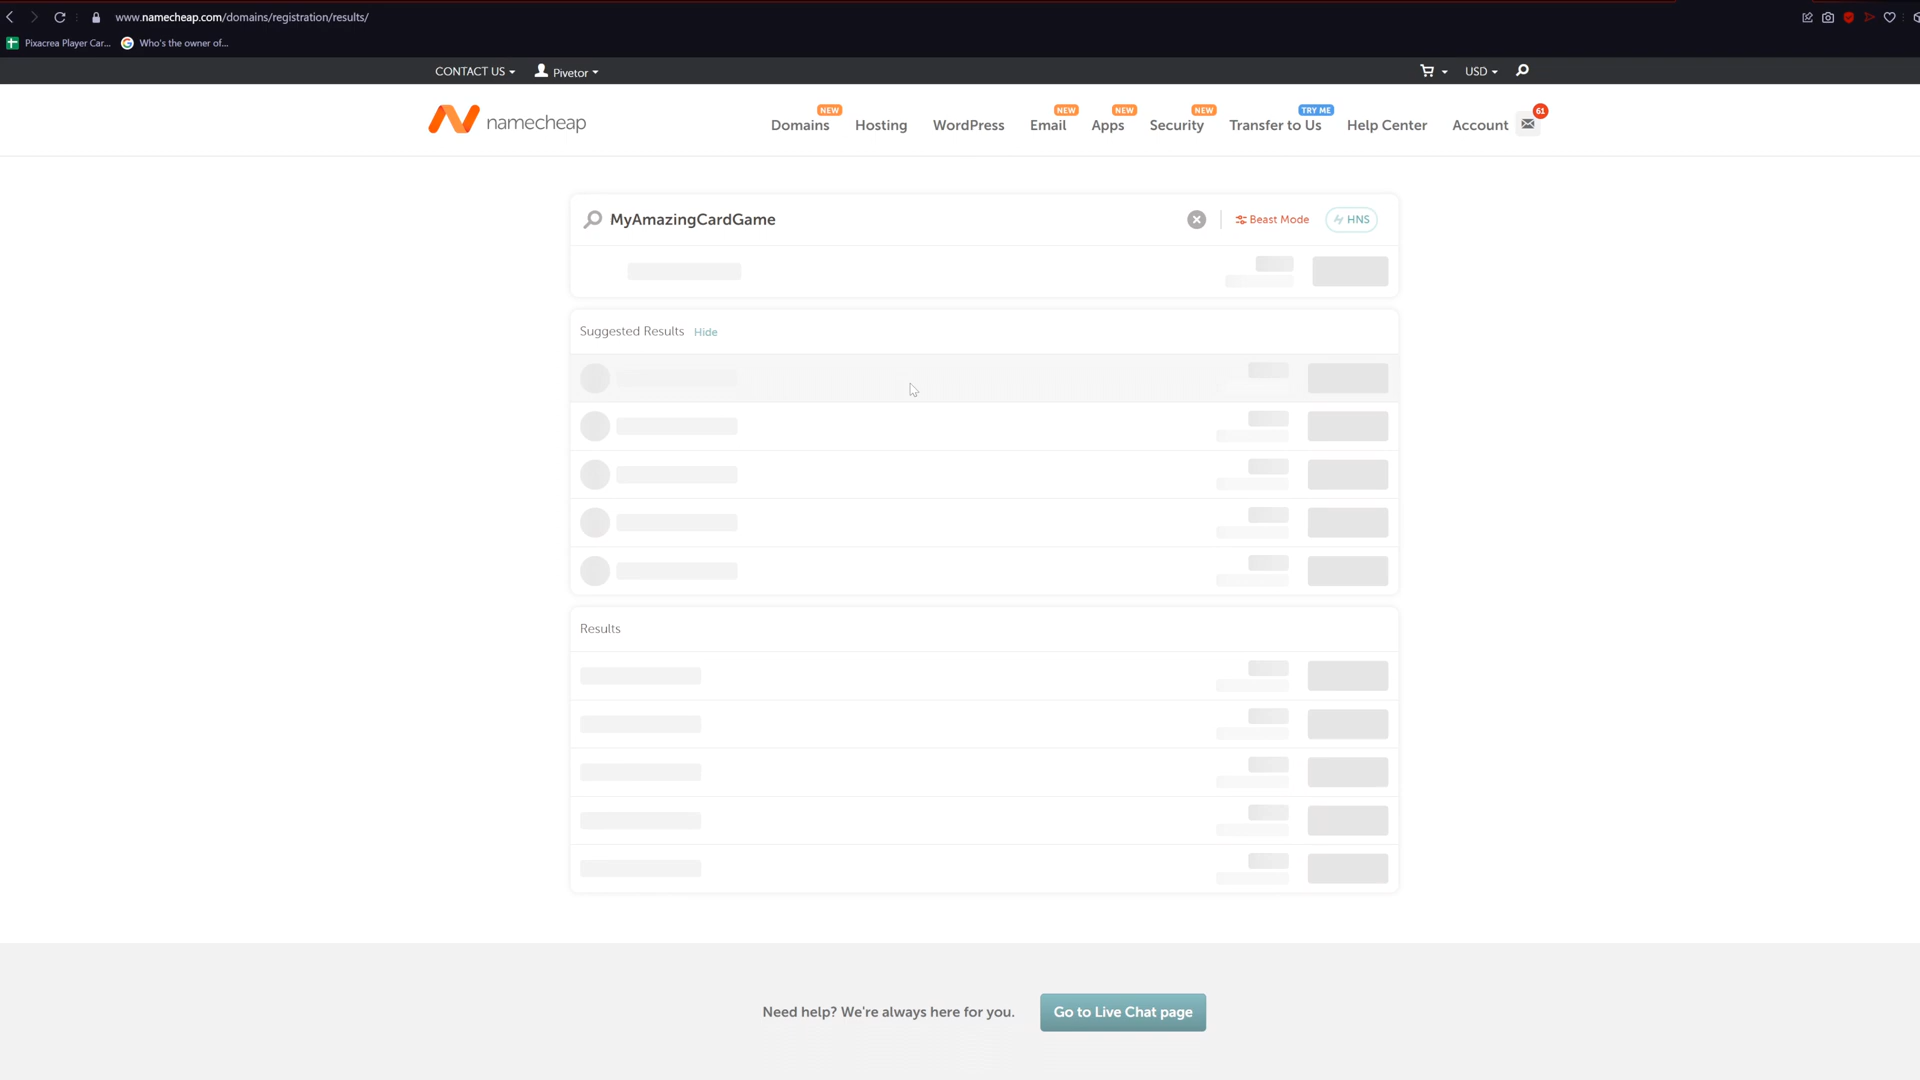 www.namecheap.com/domains/registration/results/
Pixacrea Player Car... Who's the owner of...
CONTACT US Pivetor USD
namecheap
NEW NEW NEW NEW TRY ME 61
Domains Hosting WordPress Email Apps Security Transfer to Us Help Center Account
MyAmazingCardGame Beast Mode HNS
Suggested Results Hide
Results
Need help? We're always here for you. Go to Live Chat page